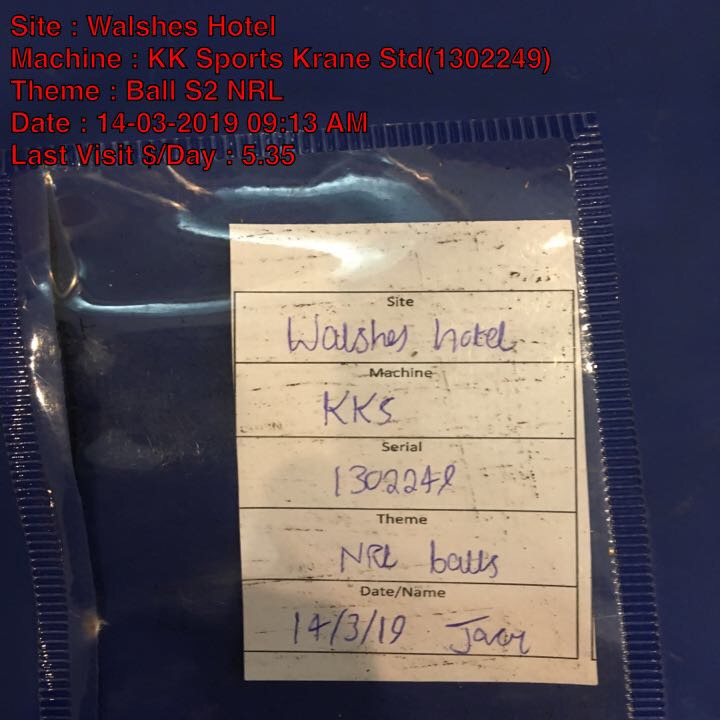 Site : Walshes Hotel
Machine : KK Sports Krane Std(1302249)
Theme : Ball S2 NRL
Date : 14-03-2019 09:13 AM
Last Visit $/Day : 5.35
Site
Walshes hotel
Machine
KKS
Serial
1302249
Theme
NRL balls
Date/Name
14/3/19